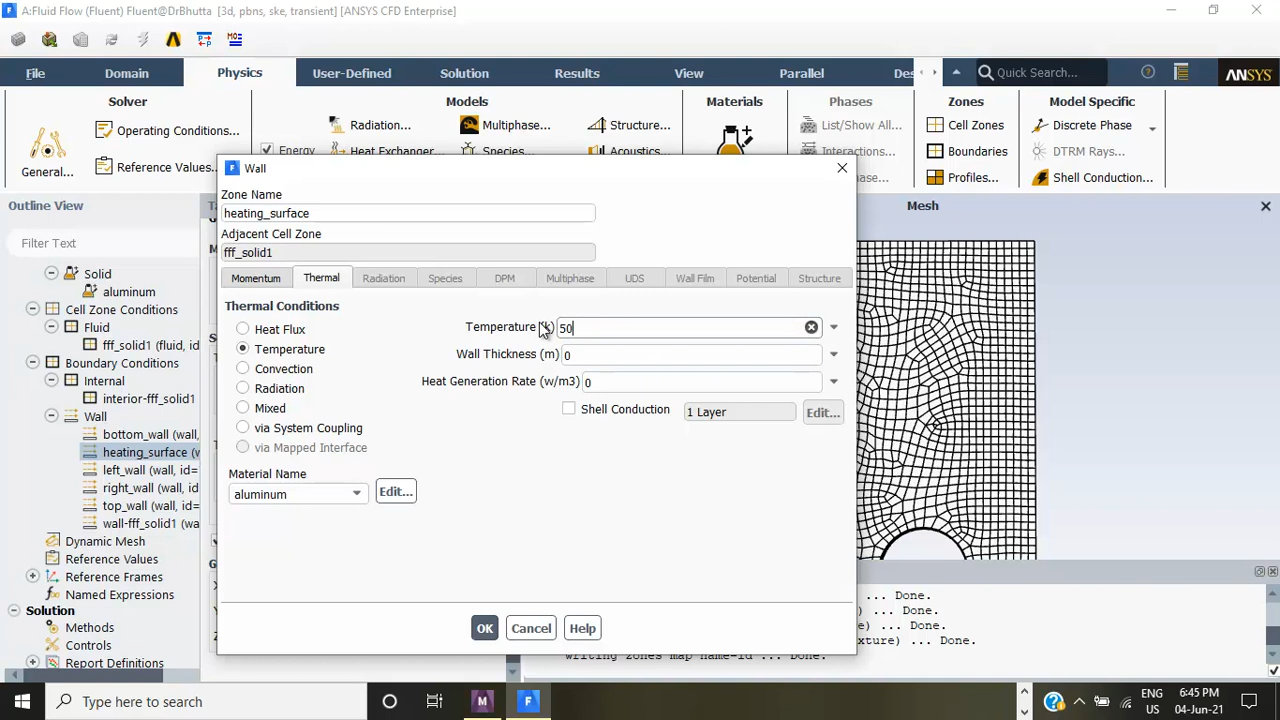 A:Fluid Flow (Fluent) Fluent@DrBhutta [3d, pbns, ske, transient] [ANSYS CFD Enterprise]
File Domain Physics User-Defined Solution Results View Parallel Des Quick Search... ANSYS
Solver Models Materials Phases Zones Model Specific
Operating Conditions... Radiation... Multiphase... Structure... List/Show All... Cell Zones Discrete Phase
Energy Heat Exchanger... Species... Acoustics... Interactions... Boundaries DTRM Rays...
General... Reference Values... Profiles... Shell Conduction...
Outline View
Filter Text
Solid
aluminum
Cell Zone Conditions
Fluid
fff_solid1 (fluid, id
Boundary Conditions
Internal
interior-fff_solid1
Wall
bottom_wall (wall,
heating_surface (w
left_wall (wall, id=
right_wall (wall, id
top_wall (wall, id=
wall-fff_solid1 (wa
Dynamic Mesh
Reference Values
Reference Frames
Named Expressions
Solution
Methods
Controls
Report Definitions
Wall
Zone Name
heating_surface
Adjacent Cell Zone
fff_solid1
Momentum Thermal Radiation Species DPM Multiphase UDS Wall Film Potential Structure
Thermal Conditions
Heat Flux
Temperature
Convection
Radiation
Mixed
via System Coupling
via Mapped Interface
Temperature 50
Wall Thickness (m) 0
Heat Generation Rate (w/m3) 0
Shell Conduction 1 Layer Edit...
Material Name
aluminum Edit...
OK Cancel Help
Mesh
... Done.
) ... Done.
... Done.
xture) ... Done.
writing zones map name-id ... Done.
Type here to search
ENG
US
6:45 PM
04-Jun-21